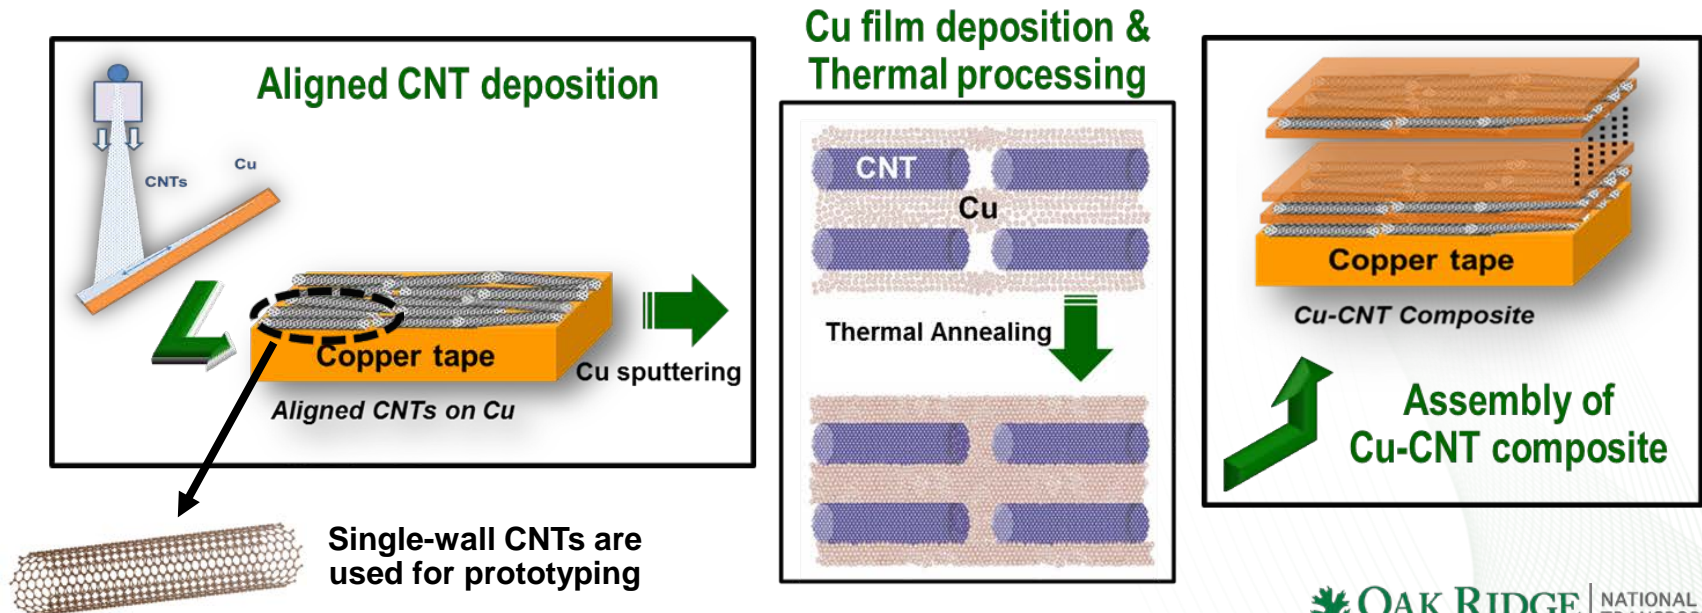 Aligned CNT deposition
CNTs
Cu
Copper tape
Aligned CNTs on Cu
Cu sputtering
Single-wall CNTs are
used for prototyping
Cu film deposition &
Thermal processing
CNT
Cu
Thermal Annealing
Copper tape
Cu-CNT Composite
Assembly of
Cu-CNT composite
OAK RIDGE
NATIONAL